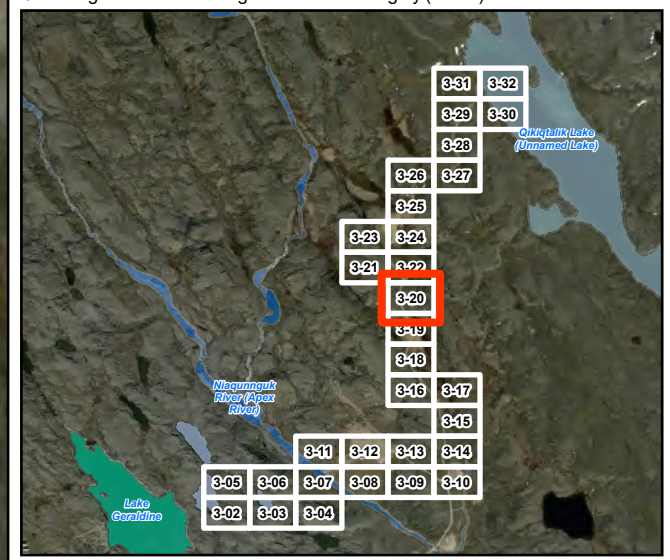 3-31 3-32
3-29 3-30
Qikiqtalik Lake
(Unnamed Lake)
3-28
3-26 3-27
3-25
3-23 3-24
3-21 3-22
3-20
3-19
3-18
3-16 3-17
Niaqunnguk
River (Apex
River)
3-15
3-11 3-12 3-13 3-14
3-05 3-06 3-07 3-08 3-09 3-10
Lake
Geraldine
3-02 3-03 3-04